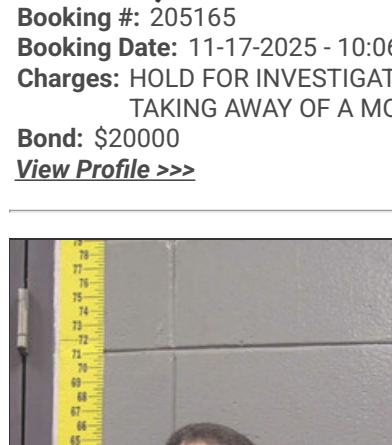 Booking #: 205165
Booking Date: 11-17-2025 - 10:06
Charges: HOLD FOR INVESTIGAT
TAKING AWAY OF A MO
Bond: $20000
View Profile >>>
79
78
77
76
75
74
73
72
71
70
69
68
67
66
65